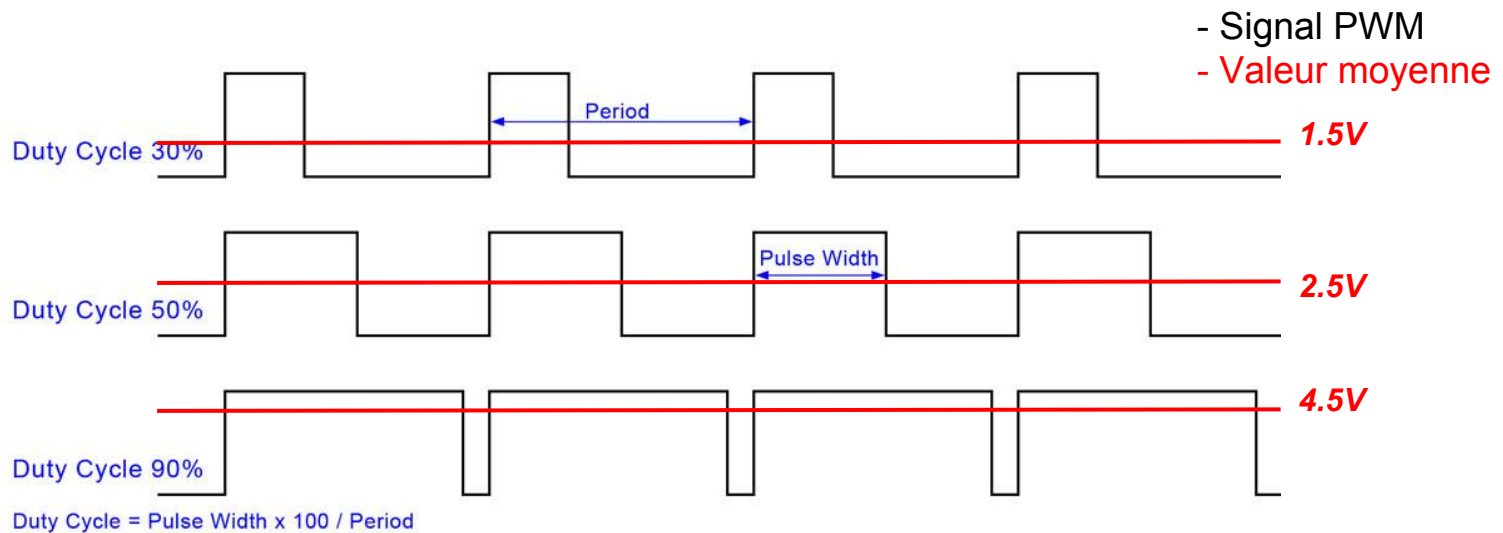 - Signal PWM
- Valeur moyenne
Period
1.5V
Duty Cycle 30%
Pulse Width
2.5V
Duty Cycle 50%
4.5V
Duty Cycle 90%
Duty Cycle = Pulse Width x 100 / Period